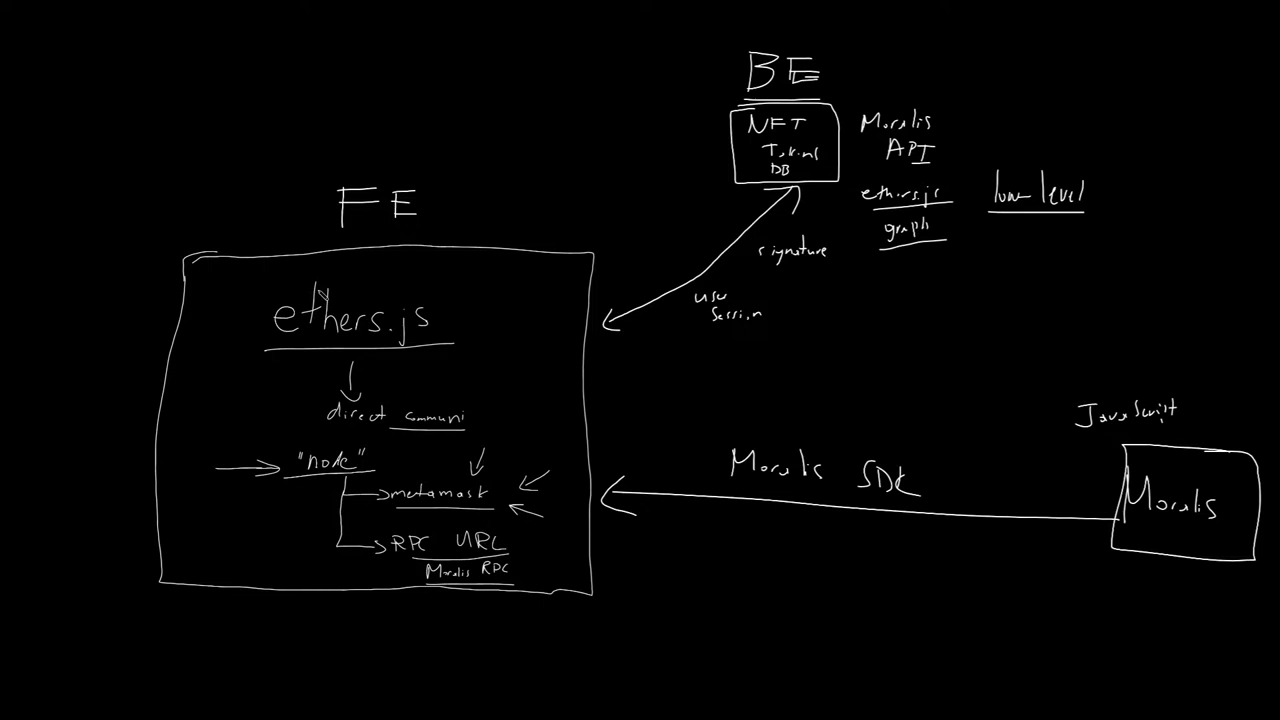 BE
NFT
DB
Moralis
API
ethers.js
low level
graph
signature
user
session
FE
ethers.js
direct communi
"node"
metamask
RPC URL
Moralis RPC
Moralis SDK
JavaScript
Moralis